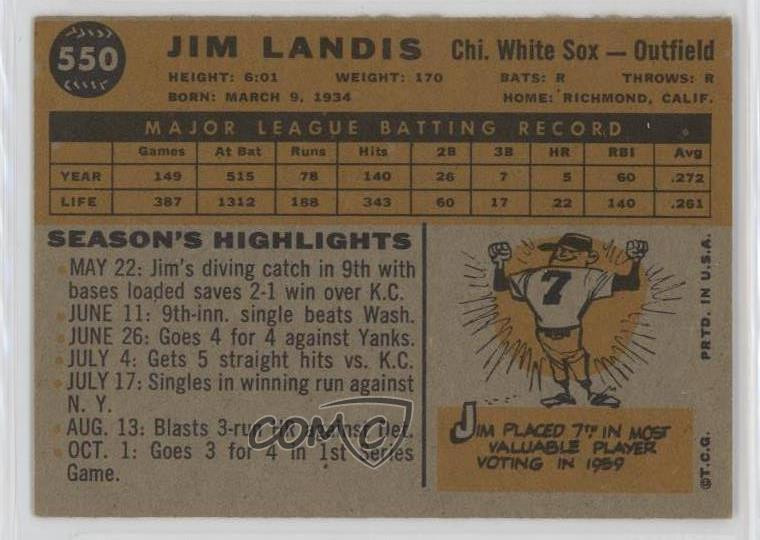 550
JIM LANDIS Chi. White Sox — Outfield
HEIGHT: 6:01 WEIGHT: 170 BATS: R THROWS: R
BORN: MARCH 9, 1934 HOME: RICHMOND, CALIF.
MAJOR LEAGUE BATTING RECORD
Games At Bat Runs Hits 2B 3B HR RBI Avg
YEAR 149 515 78 140 26 7 5 60 .272
LIFE 387 1312 188 343 60 17 22 140 .261
SEASON'S HIGHLIGHTS
MAY 22: Jim's diving catch in 9th with
bases loaded saves 2-1 win over K.C.
JUNE 11: 9th-inn. single beats Wash.
JUNE 26: Goes 4 for 4 against Yanks.
JULY 4: Gets 5 straight hits vs. K.C.
JULY 17: Singles in winning run against
N. Y.
AUG. 13: Blasts 3-run HR against Det.
OCT. 1: Goes 3 for 4 in 1st Series
Game.
7
JIM PLACED 7TH IN MOST
VALUABLE PLAYER
VOTING IN 1959
PRTD. IN U.S.A.
©T.C.G.
COMC